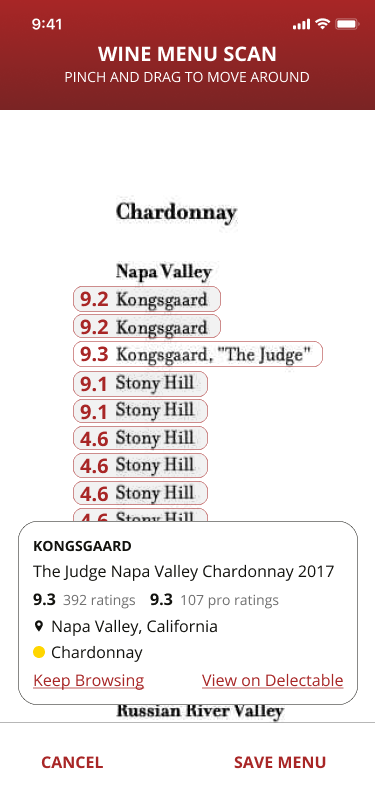 9:41
WINE MENU SCAN
PINCH AND DRAG TO MOVE AROUND
Chardonnay
Napa Valley
9.2 Kongsgaard
9.2 Kongsgaard
9.3 Kongsgaard, "The Judge"
9.1 Stony Hill
9.1 Stony Hill
4.6 Stony Hill
4.6 Stony Hill
4.6 Stony Hill
4.6 Stony Hill
KONGSGAARD
The Judge Napa Valley Chardonnay 2017
9.3 392 ratings 9.3 107 pro ratings
Napa Valley, California
Chardonnay
Keep Browsing View on Delectable
Russian River Valley
CANCEL SAVE MENU